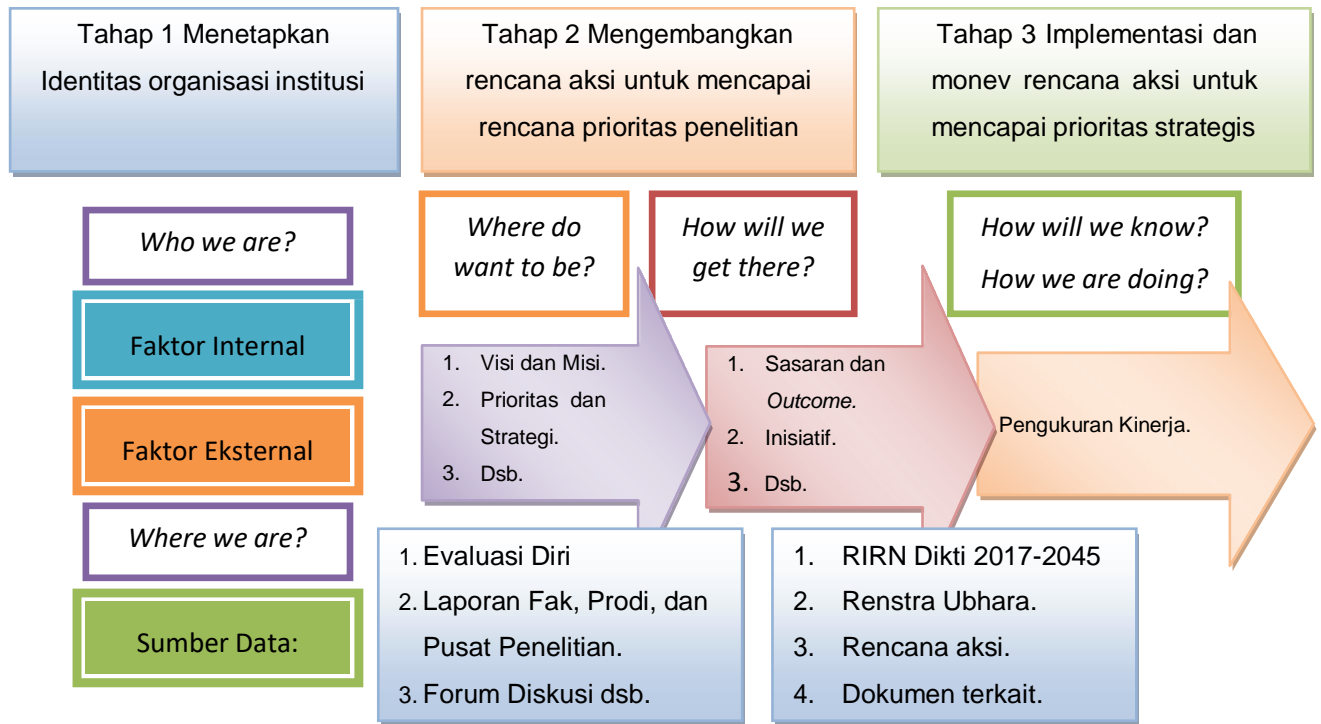 Tahap 1 Menetapkan
Identitas organisasi institusi
Tahap 2 Mengembangkan
rencana aksi untuk mencapai
rencana prioritas penelitian
Tahap 3 Implementasi dan
monev rencana aksi untuk
mencapai prioritas strategis
Who we are?
Faktor Internal
Faktor Eksternal
Where we are?
Sumber Data:
Where do
want to be?
How will we
get there?
How will we know?
How we are doing?
1. Visi dan Misi.
2. Prioritas dan
Strategi.
3. Dsb.
1. Sasaran dan
Outcome.
2. Inisiatif.
3. Dsb.
Pengukuran Kinerja.
1. Evaluasi Diri
2. Laporan Fak, Prodi, dan
Pusat Penelitian.
3. Forum Diskusi dsb.
1. RIRN Dikti 2017-2045
2. Renstra Ubhara.
3. Rencana aksi.
4. Dokumen terkait.